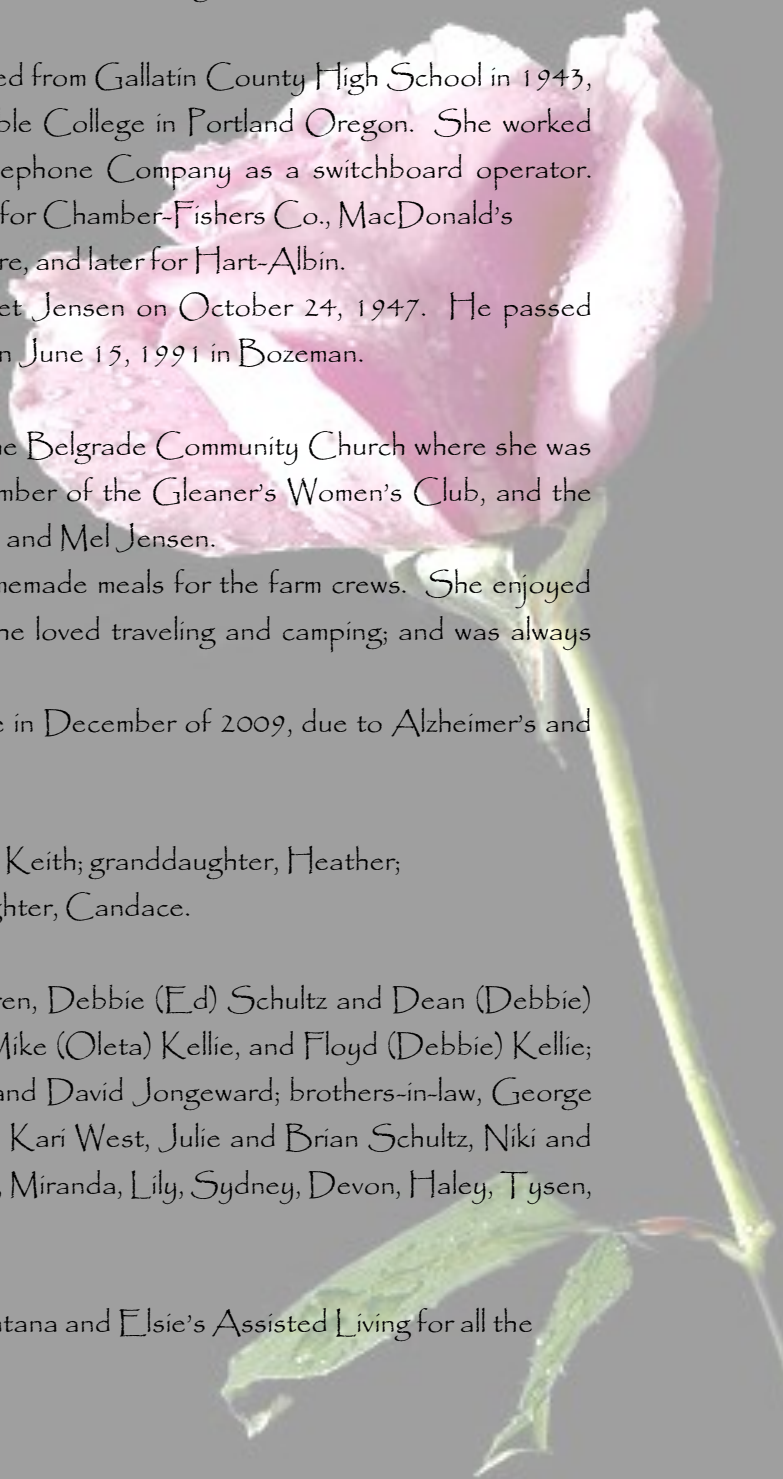 ed from Gallatin County High School in 1943,
ble College in Portland Oregon. She worked
ephone Company as a switchboard operator.
for Chamber-Fishers Co., MacDonald's
re, and later for Hart-Albin.
et Jensen on October 24, 1947. He passed
n June 15, 1991 in Bozeman.
ne Belgrade Community Church where she was
mber of the Gleaner's Women's Club, and the
and Mel Jensen.
nemade meals for the farm crews. She enjoyed
he loved traveling and camping; and was always
e in December of 2009, due to Alzheimer's and
Keith; granddaughter, Heather;
ghter, Candace.
ren, Debbie (Ed) Schultz and Dean (Debbie)
Mike (Oleta) Kellie, and Floyd (Debbie) Kellie;
and David Jongeward; brothers-in-law, George
Kari West, Julie and Brian Schultz, Niki and
, Miranda, Lily, Sydney, Devon, Haley, Tysen,
ntana and Elsie's Assisted Living for all the